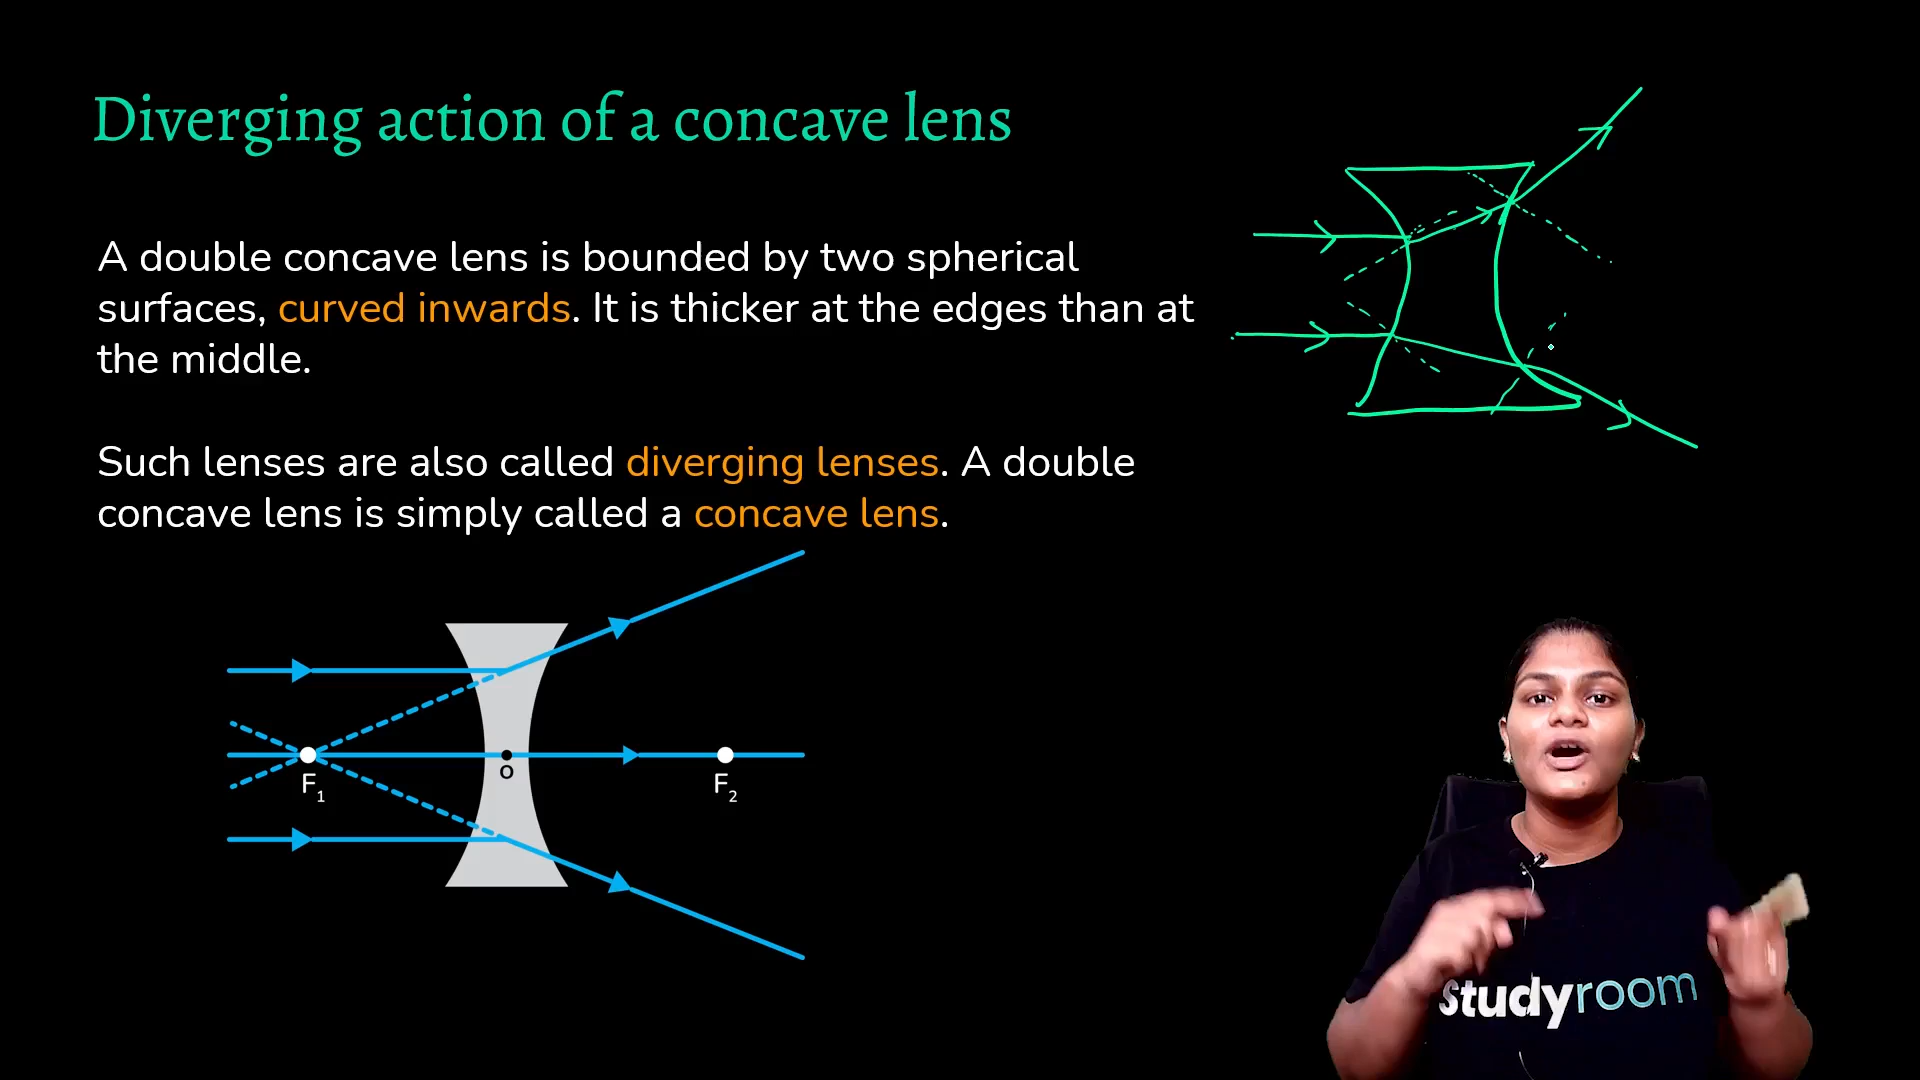 Diverging action of a concave lens
A double concave lens is bounded by two spherical
surfaces, curved inwards. It is thicker at the edges than at
the middle.
Such lenses are also called diverging lenses. A double
concave lens is simply called a concave lens.
F1
O
F2
studyroom